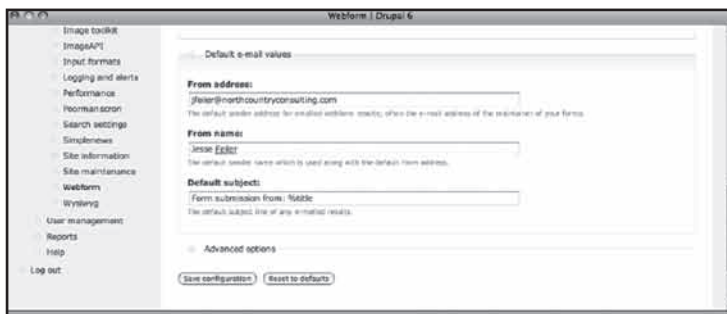 Webform | Drupal 6
Image toolkit
ImageAPI
Input formats
Logging and alerts
Performance
Poormanscron
Search settings
Simplenews
Site information
Site maintenance
Webform
Wysiwyg
User management
Reports
Help
Log out
Default e-mail values
From address:
jfeiler@northcountryconsulting.com
The default sender address for emailed webform results; often the e-mail address of the maintainer of your forms.
From name:
Jesse Feiler
The default sender name which is used along with the default from address.
Default subject:
Form submission from: %title
The default subject line of any e-mailed results.
Advanced options
Save configuration
Reset to defaults